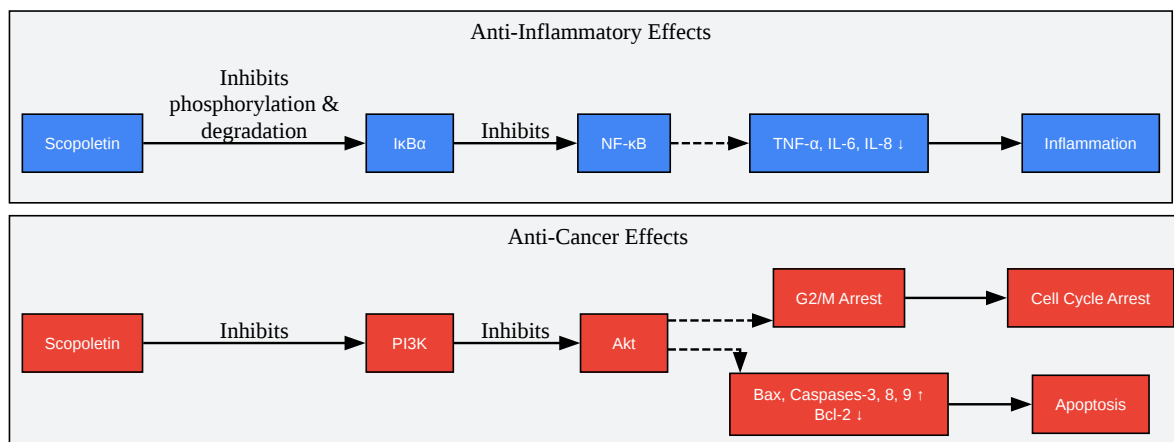 Anti-Inflammatory Effects
Inhibits
phosphorylation &
degradation
Scopoletin
IκBα
Inhibits
NF-κB
TNF-α, IL-6, IL-8 ↓
Inflammation
Anti-Cancer Effects
Scopoletin
Inhibits
PI3K
Inhibits
Akt
G2/M Arrest
Cell Cycle Arrest
Bax, Caspases-3, 8, 9 ↑
Bcl-2 ↓
Apoptosis